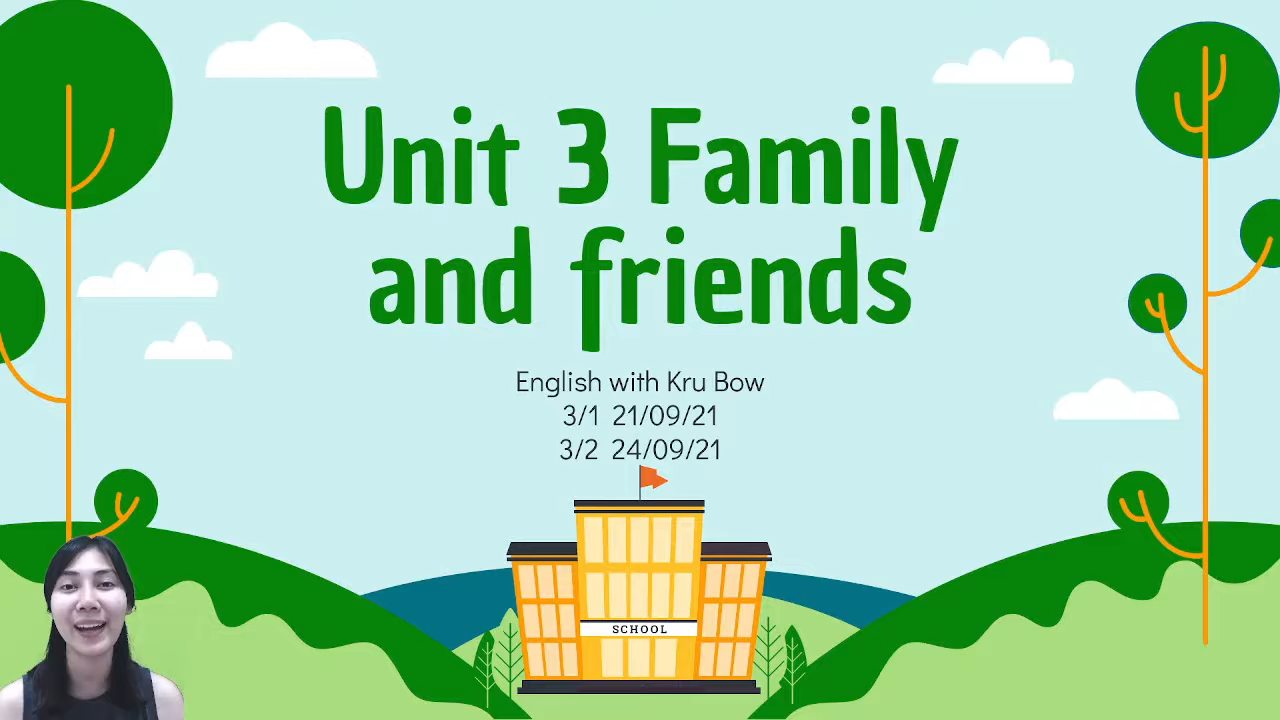 Unit 3 Family
and friends
English with Kru Bow
3/1 21/09/21
3/2 24/09/21
SCHOOL